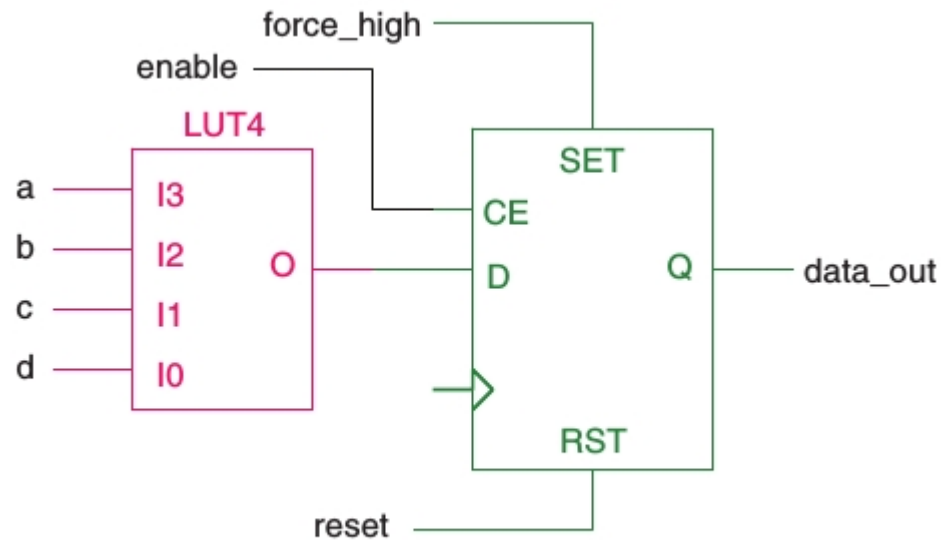 force_high
enable
LUT4
SET
a
I3
CE
b
I2
O
D
Q
data_out
c
I1
d
I0
RST
reset